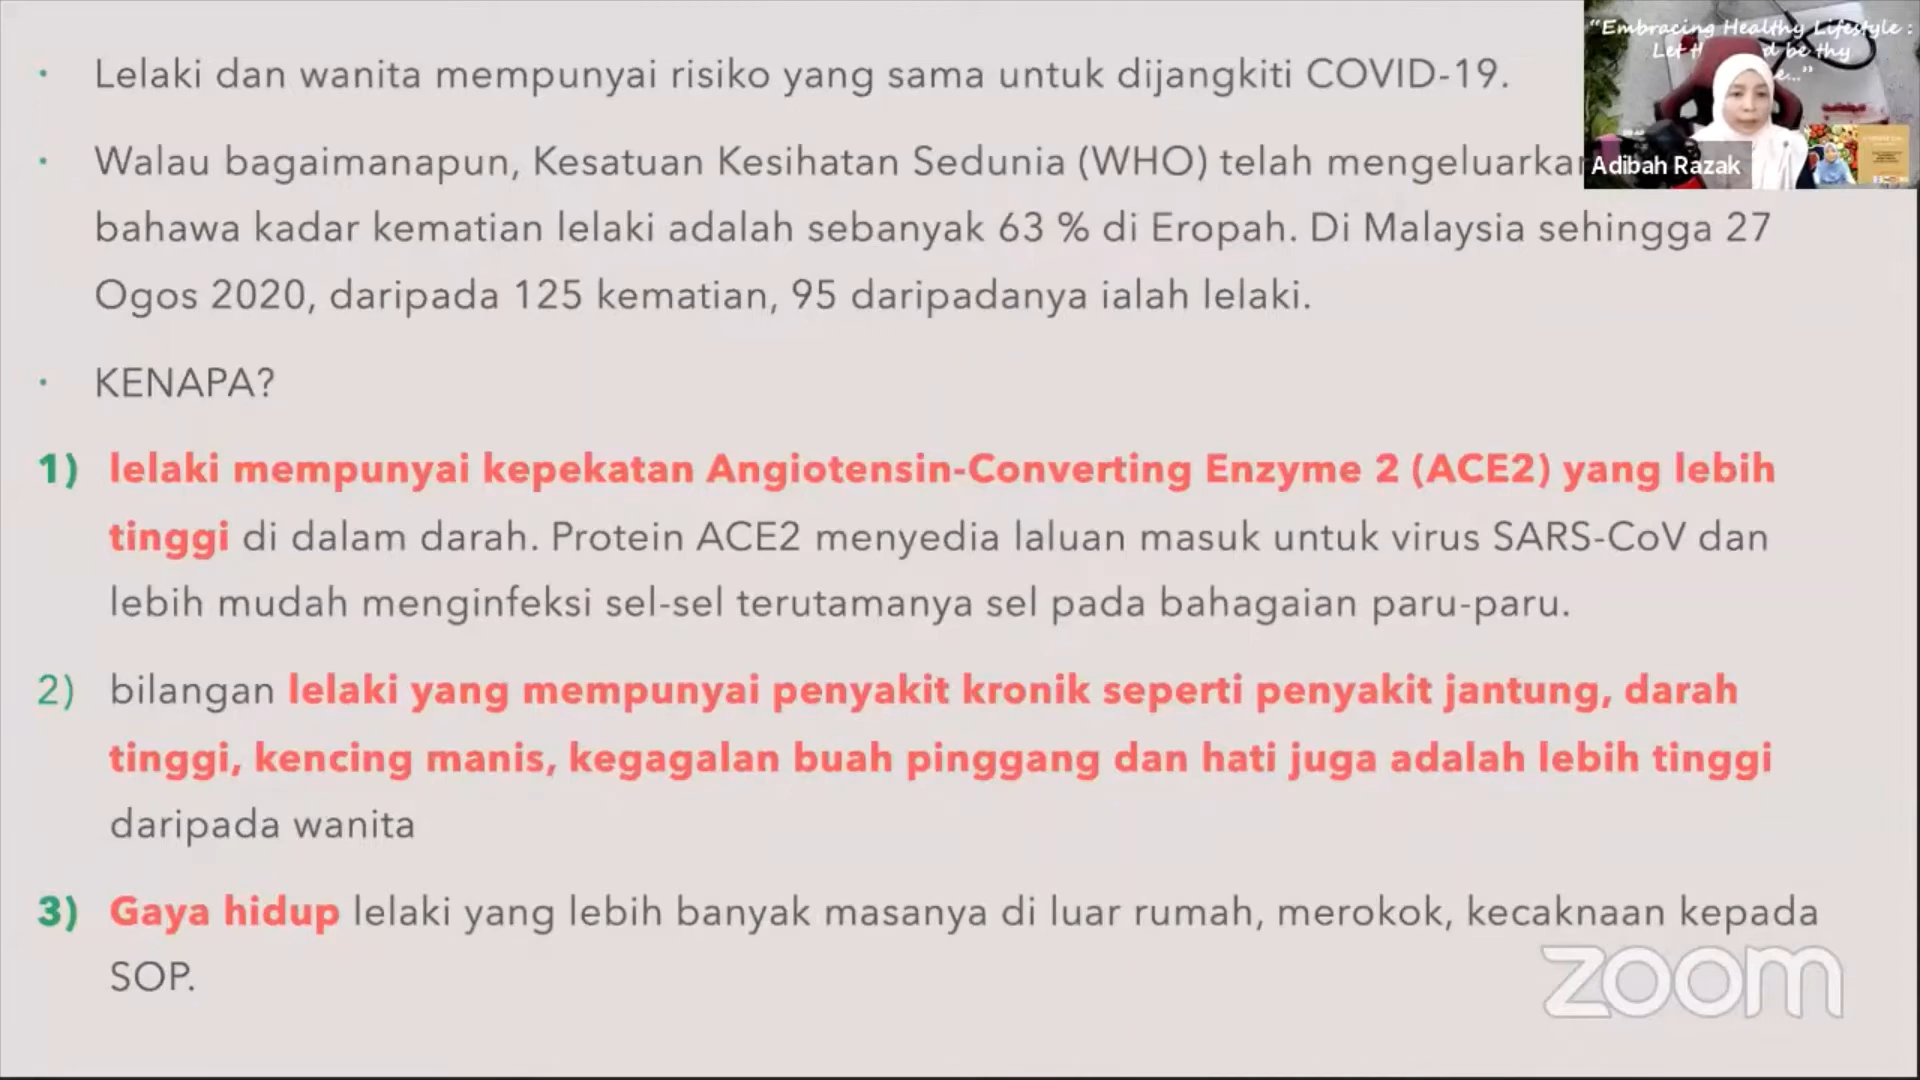 • Lelaki dan wanita mempunyai risiko yang sama untuk dijangkiti COVID-19.
• Walau bagaimanapun, Kesatuan Kesihatan Sedunia (WHO) telah mengeluarkan
bahawa kadar kematian lelaki adalah sebanyak 63 % di Eropah. Di Malaysia sehingga 27
Ogos 2020, daripada 125 kematian, 95 daripadanya ialah lelaki.
• KENAPA?
1) lelaki mempunyai kepekatan Angiotensin-Converting Enzyme 2 (ACE2) yang lebih
tinggi di dalam darah. Protein ACE2 menyedia laluan masuk untuk virus SARS-CoV dan
lebih mudah menginfeksi sel-sel terutamanya sel pada bahagaian paru-paru.
2) bilangan lelaki yang mempunyai penyakit kronik seperti penyakit jantung, darah
tinggi, kencing manis, kegagalan buah pinggang dan hati juga adalah lebih tinggi
daripada wanita
3) Gaya hidup lelaki yang lebih banyak masanya di luar rumah, merokok, kecaknaan kepada
SOP.
"Embracing Healthy Lifestyle :
Let be thy
Adibah Razak
zoom